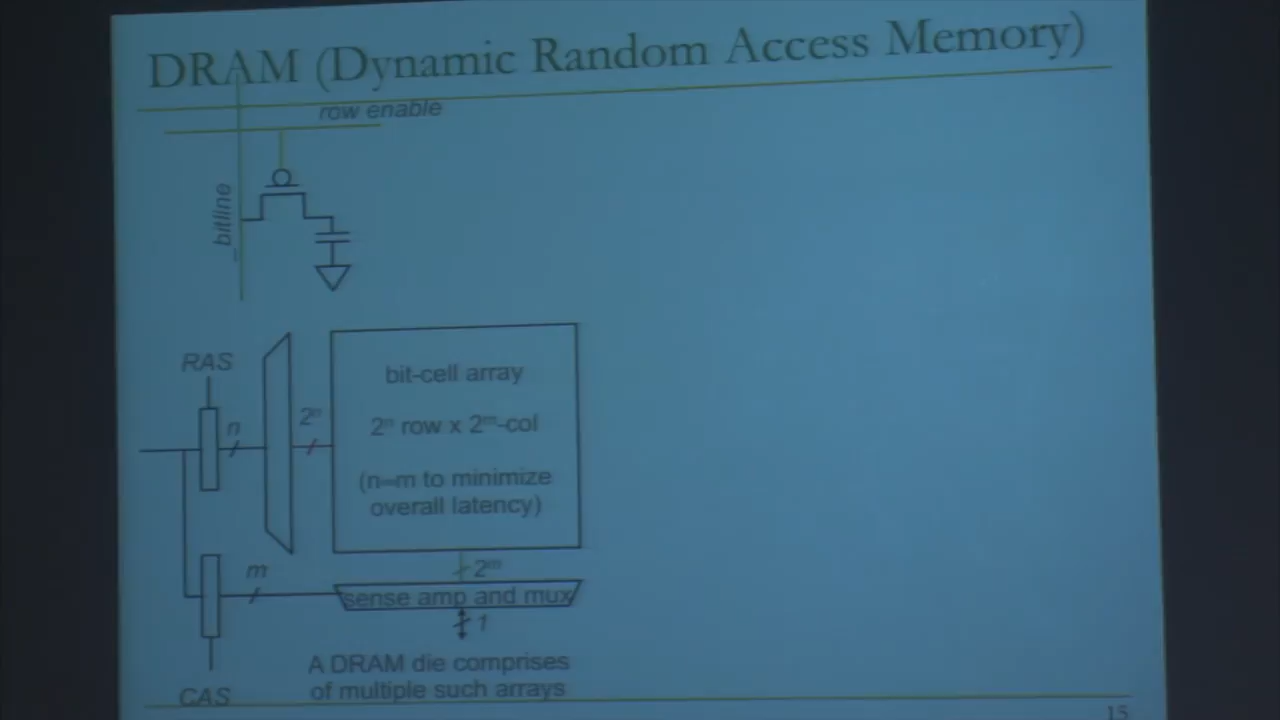 DRAM (Dynamic Random Access Memory)
row enable
_bitline
RAS
n
2ⁿ
bit-cell array
2ⁿ row x 2ᵐ-col
(n=m to minimize
overall latency)
m
2ᵐ
sense amp and mux
1
A DRAM die comprises
of multiple such arrays
CAS
15